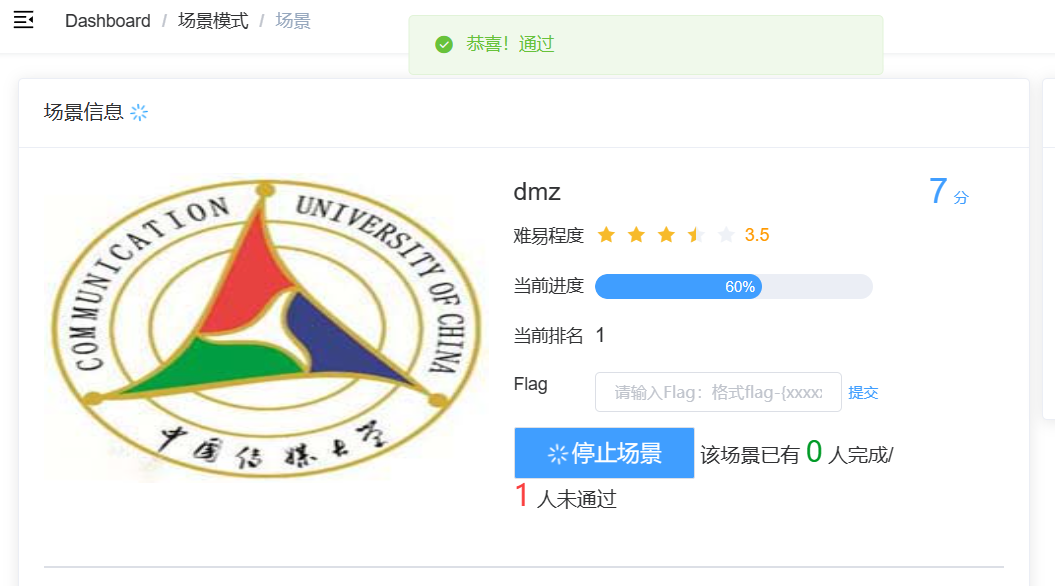 Dashboard / 场景模式 / 场景
恭喜！通过
场景信息
COMMUNICATION UNIVERSITY OF CHINA
中国传媒大学
dmz
7 分
难易程度 3.5
当前进度 60%
当前排名 1
Flag 请输入Flag：格式flag-{xxxx: 提交
停止场景 该场景已有 0 人完成/
1 人未通过